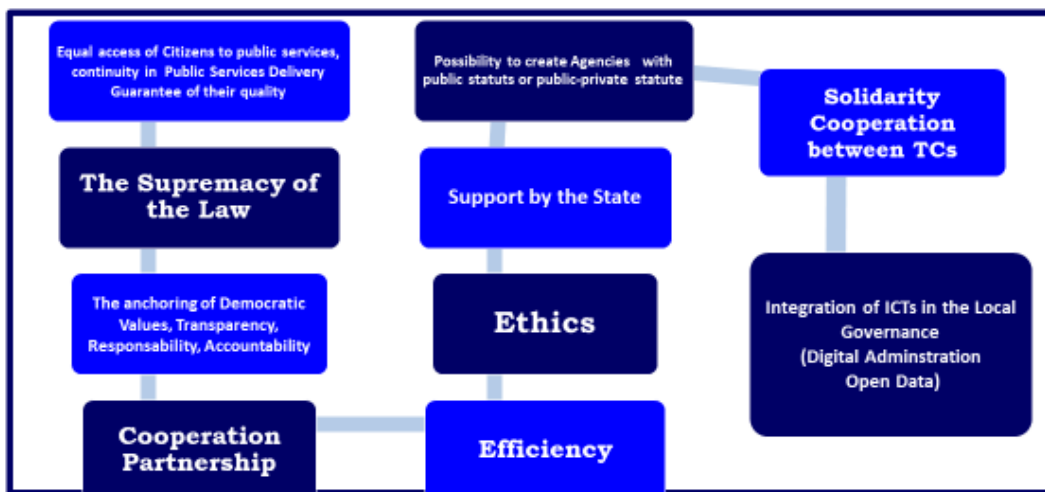 Equal access of Citizens to public services,
continuity in Public Services Delivery
Guarantee of their quality
The Supremacy of
the Law
The anchoring of Democratic
Values, Transparency,
Responsability, Accountability
Cooperation
Partnership
Efficiency
Ethics
Support by the State
Possibility to create Agencies with
public statuts or public-private statute
Solidarity
Cooperation
between TCs
Integration of ICTs in the Local
Governance
(Digital Adminstration
Open Data)